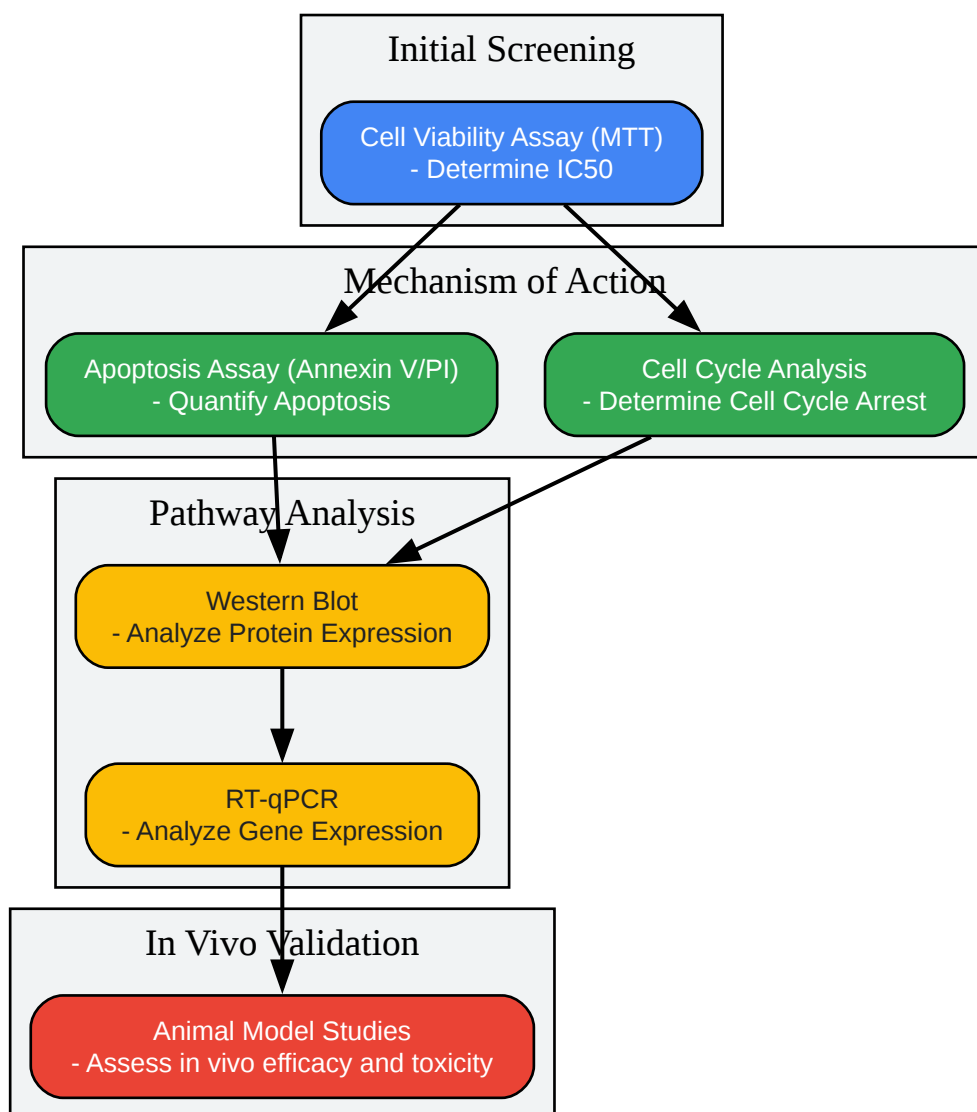 Initial Screening
Cell Viability Assay (MTT)
- Determine IC50
Mechanism of Action
Apoptosis Assay (Annexin V/PI)
- Quantify Apoptosis
Cell Cycle Analysis
- Determine Cell Cycle Arrest
Pathway Analysis
Western Blot
- Analyze Protein Expression
RT-qPCR
- Analyze Gene Expression
In Vivo Validation
Animal Model Studies
- Assess in vivo efficacy and toxicity